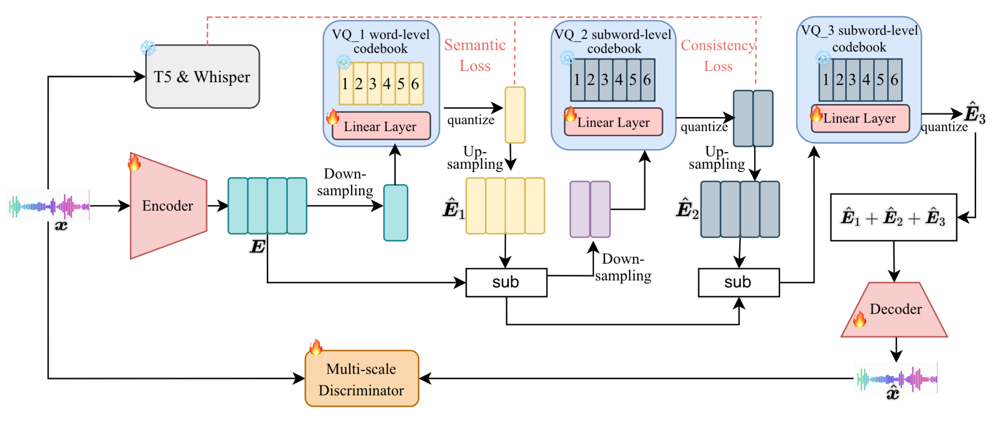 T5 & Whisper
VQ_1 word-level
codebook
1 2 3 4 5 6
Linear Layer
Semantic
Loss
quantize
Up-
sampling
VQ_2 subword-level
codebook
1 2 3 4 5 6
Linear Layer
Consistency
Loss
quantize
Up-
sampling
VQ_3 subword-level
codebook
1 2 3 4 5 6
Linear Layer
quantize
Ê₃
x
Encoder
E
Down-
sampling
Ê₁
Down-
sampling
Ê₂
sub
sub
Ê₁ + Ê₂ + Ê₃
Decoder
x̂
Multi-scale
Discriminator